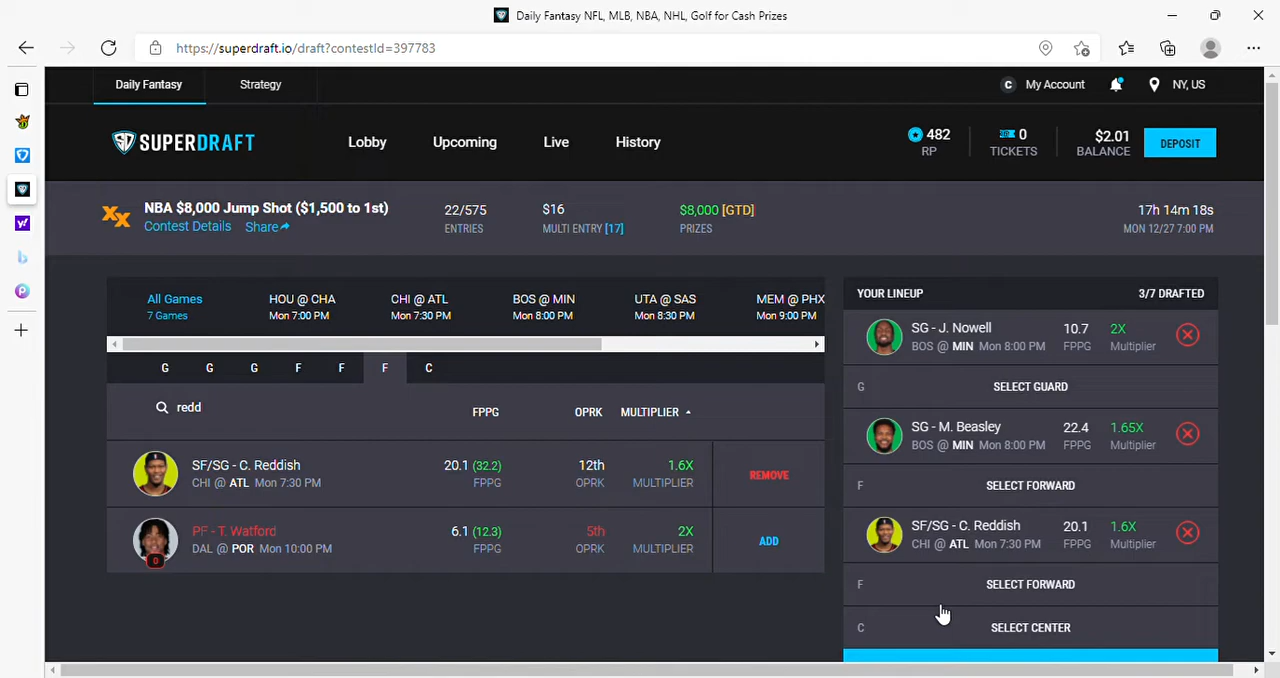 Daily Fantasy NFL, MLB, NBA, NHL, Golf for Cash Prizes
https://superdraft.io/draft?contestId=397783
Daily Fantasy
Strategy
C My Account
NY, US
SUPERDRAFT
Lobby
Upcoming
Live
History
482
RP
0
TICKETS
$2.01
BALANCE
DEPOSIT
NBA $8,000 Jump Shot ($1,500 to 1st)
Contest Details Share
22/575
ENTRIES
$16
MULTI ENTRY [17]
$8,000 [GTD]
PRIZES
17h 14m 18s
MON 12/27 7:00 PM
All Games
7 Games
HOU @ CHA
Mon 7:00 PM
CHI @ ATL
Mon 7:30 PM
BOS @ MIN
Mon 8:00 PM
UTA @ SAS
Mon 8:30 PM
MEM @ PHX
Mon 9:00 PM
G G G F F F C
redd
FPPG OPRK MULTIPLIER
SF/SG - C. Reddish
CHI @ ATL Mon 7:30 PM
20.1 (32.2)
FPPG
12th
OPRK
1.6X
MULTIPLIER
REMOVE
PF - T. Watford
DAL @ POR Mon 10:00 PM
0
6.1 (12.3)
FPPG
5th
OPRK
2X
MULTIPLIER
ADD
YOUR LINEUP 3/7 DRAFTED
SG - J. Nowell
BOS @ MIN Mon 8:00 PM
10.7
FPPG
2X
Multiplier
G SELECT GUARD
SG - M. Beasley
BOS @ MIN Mon 8:00 PM
22.4
FPPG
1.65X
Multiplier
F SELECT FORWARD
SF/SG - C. Reddish
CHI @ ATL Mon 7:30 PM
20.1
FPPG
1.6X
Multiplier
F SELECT FORWARD
C SELECT CENTER